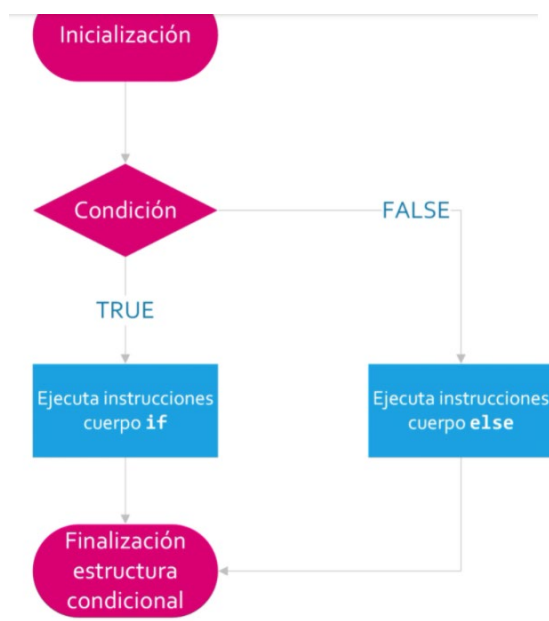 Inicialización
Condición
FALSE
TRUE
Ejecuta instrucciones
cuerpo if
Ejecuta instrucciones
cuerpo else
Finalización
estructura
condicional